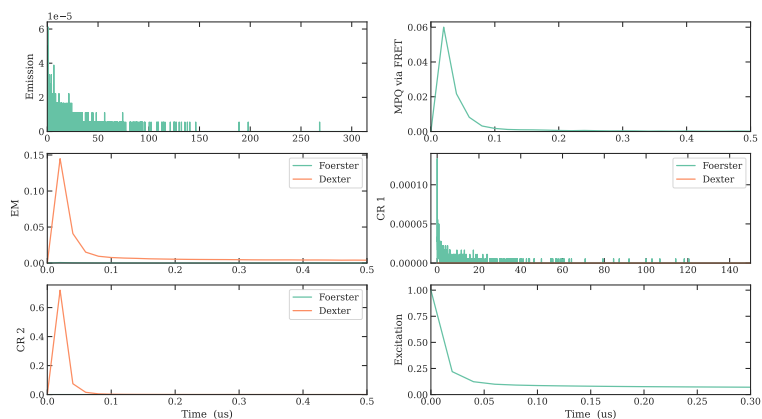 1e−5
6
4
2
0
Emission
0 50 100 150 200 250 300
0.06
0.04
0.02
0.00
MPQ via FRET
0.0 0.1 0.2 0.3 0.4 0.5
0.15
0.10
0.05
0.00
EM
Foerster
Dexter
0.0 0.1 0.2 0.3 0.4 0.5
0.00010
0.00005
0.00000
CR 1
Foerster
Dexter
0 20 40 60 80 100 120 140
0.6
0.4
0.2
0.0
CR 2
Foerster
Dexter
0.0 0.1 0.2 0.3 0.4 0.5
Time (us)
1.00
0.75
0.50
0.25
0.00
Excitation
0.00 0.05 0.10 0.15 0.20 0.25 0.30
Time (us)